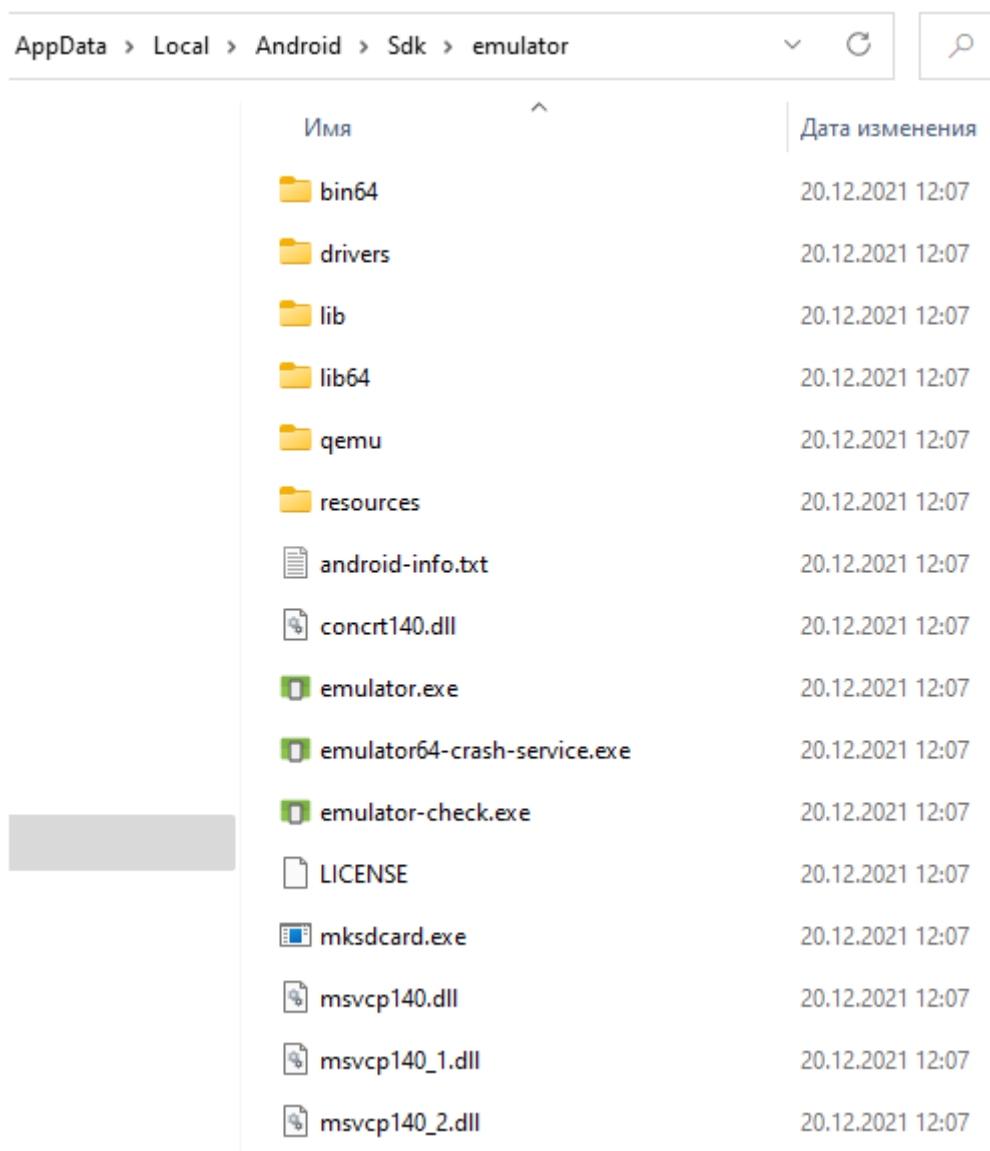 AppData > Local > Android > Sdk > emulator
Имя Дата изменения
bin64 20.12.2021 12:07
drivers 20.12.2021 12:07
lib 20.12.2021 12:07
lib64 20.12.2021 12:07
qemu 20.12.2021 12:07
resources 20.12.2021 12:07
android-info.txt 20.12.2021 12:07
concrt140.dll 20.12.2021 12:07
emulator.exe 20.12.2021 12:07
emulator64-crash-service.exe 20.12.2021 12:07
emulator-check.exe 20.12.2021 12:07
LICENSE 20.12.2021 12:07
mksdcard.exe 20.12.2021 12:07
msvcp140.dll 20.12.2021 12:07
msvcp140_1.dll 20.12.2021 12:07
msvcp140_2.dll 20.12.2021 12:07